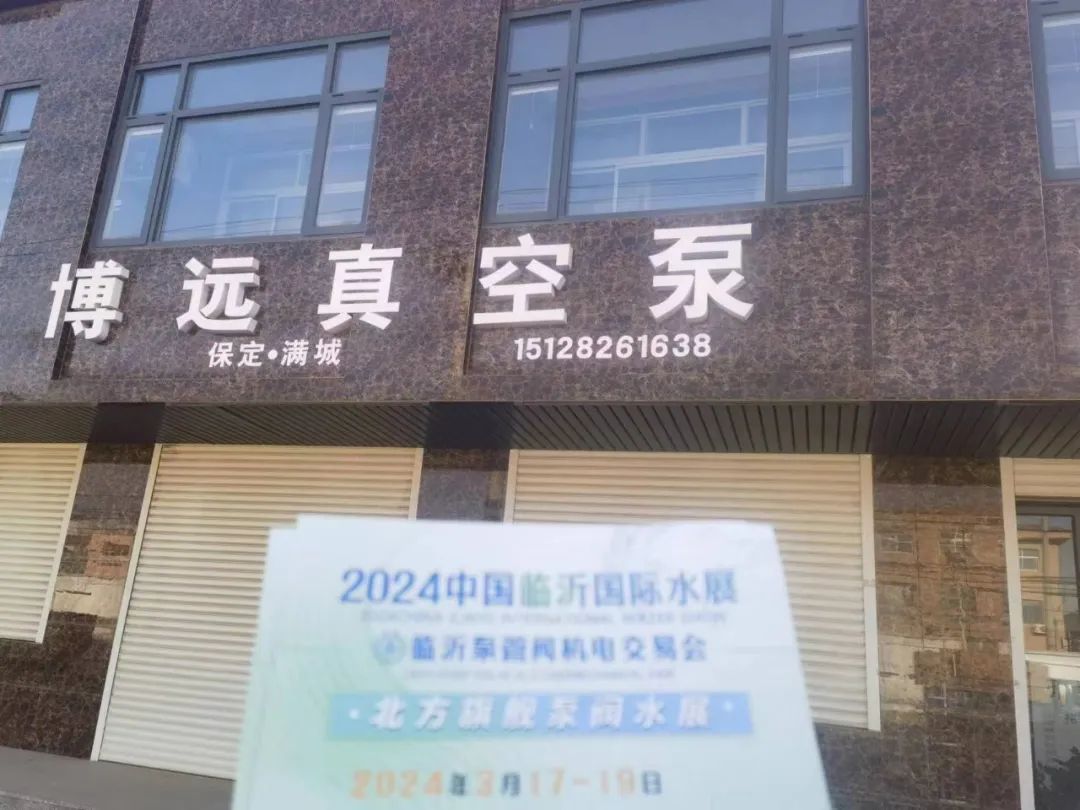 博远真空泵
保定·满城
15128261638
2024中国临沂国际水展
临沂泵管阀机电交易会
·北方旗舰泵阀水展·
2024年3月17-19日